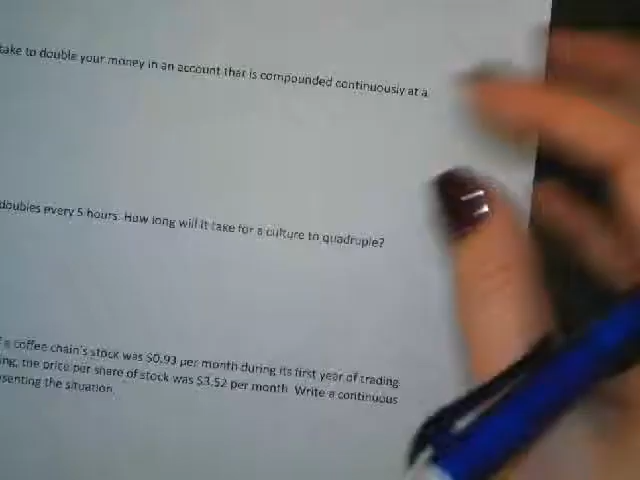 take to double your money in an account that is compounded continuously at a
doubles every 5 hours. How long will it take for a culture to quadruple?
a coffee chain's stock was $0.93 per month during its first year of trading
ing, the price per share of stock was $3.52 per month. Write a continuous
senting the situation.